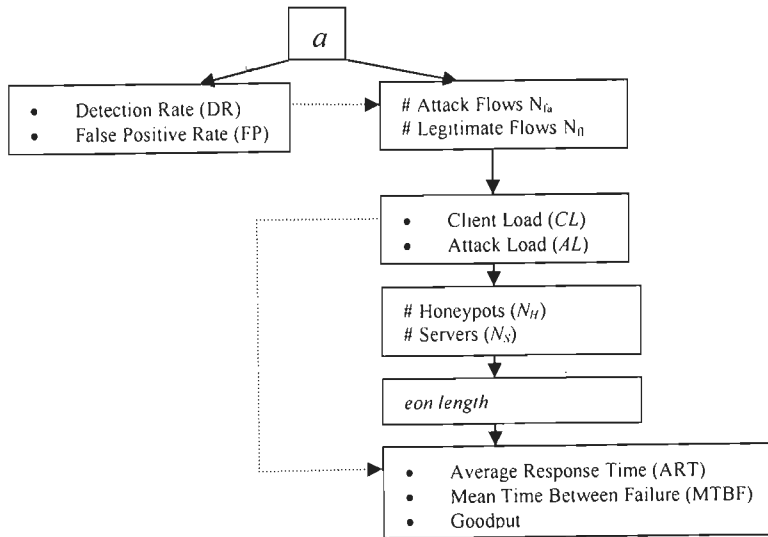 a
• Detection Rate (DR)
• False Positive Rate (FP)
# Attack Flows N_fa
# Legitimate Flows N_fl
• Client Load (CL)
• Attack Load (AL)
# Honeypots (N_H)
# Servers (N_S)
eon length
• Average Response Time (ART)
• Mean Time Between Failure (MTBF)
• Goodput